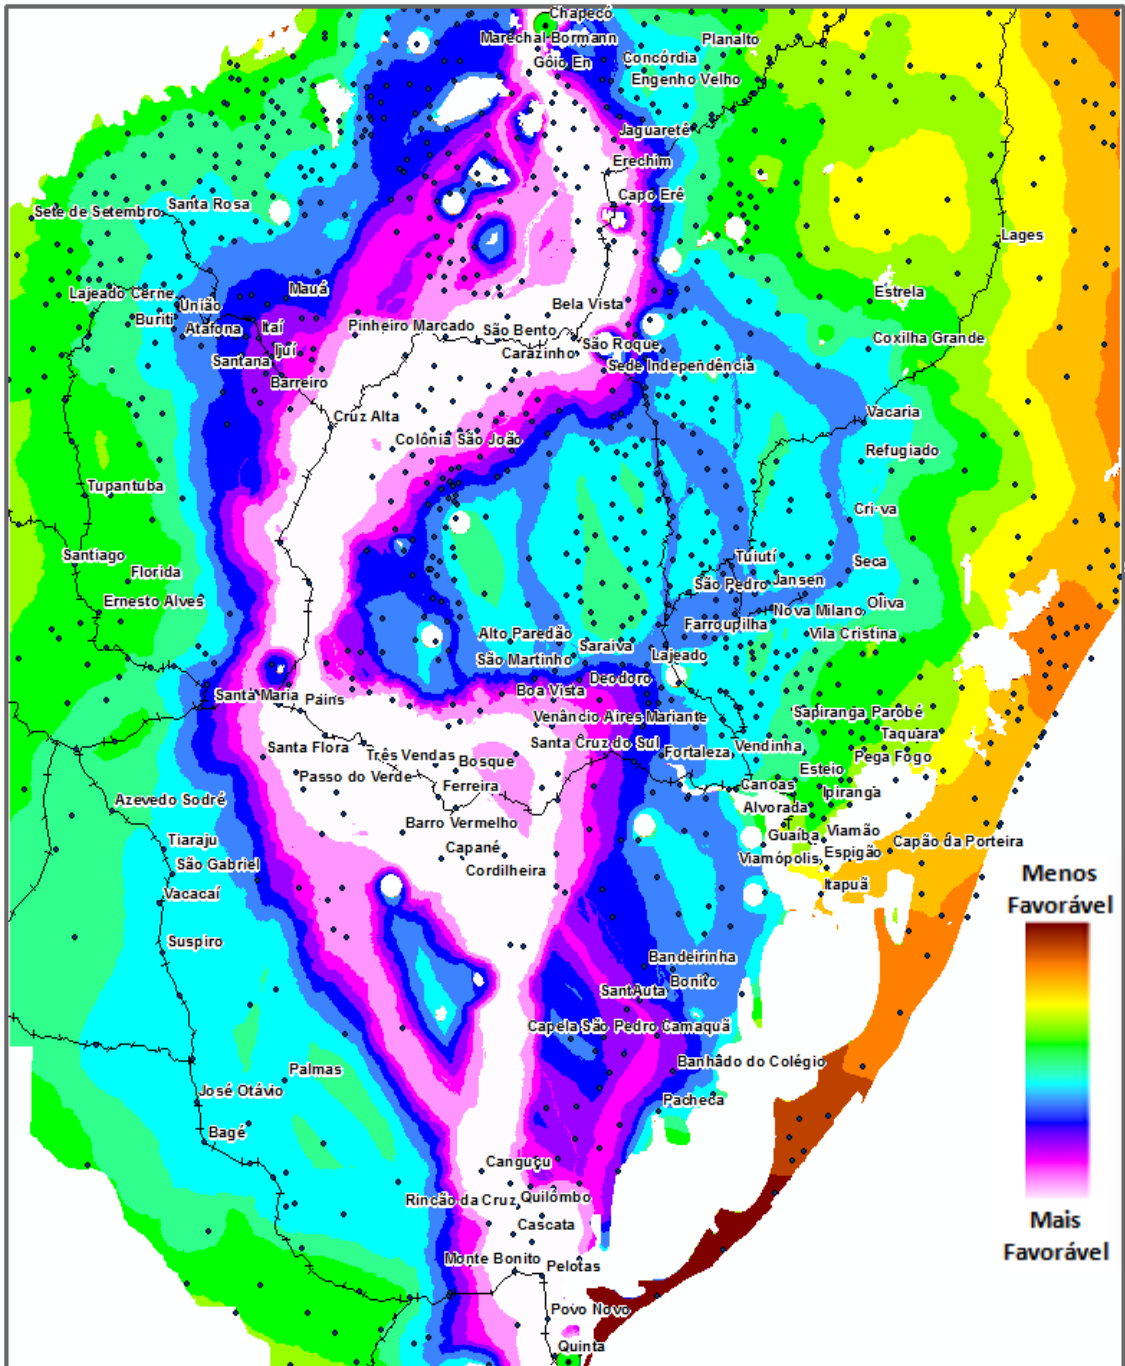 Chapecó
Marechal Bormann
Planalto
Gôio En
Concórdia
Engenho Velho
Jaguareté
Erechim
Capo Erê
Sete de Setembro
Santa Rosa
Lages
Mauá
Lajeado Cerne
União
Bela Vista
Estrela
Buriti
Atafona
Itaí
Pinheiro Marcado
São Bento
Coxilha Grande
Santana
Ijuí
Carazinho
São Roque
Sede Independência
Barreiro
Cruz Alta
Vacaria
Colônia São João
Refugiado
Tupantuba
Santiago
Tuiutí
Seca
Florida
São Pedro
Jansen
Ernesto Alves
Nova Milano
Oliva
Farroupilha
Alto Paredão
Vila Cristina
Saraiva
São Martinho
Lajeado
Deodoro
Santa Maria
Pains
Boa Vista
Venâncio Aires
Mariante
Sapiranga
Parobé
Taquara
Santa Flora
Três Vendas
Bosque
Santa Cruz do Sul
Fortaleza
Vendinha
Pega Fogo
Passo do Verde
Esteio
Ferreira
Canoas
Ipiranga
Azevedo Sodré
Alvorada
Barro Vermelho
Guaíba
Viamão
Tiaraju
Capané
Capão da Porteira
São Gabriel
Cordilheira
Viamópolis
Espigão
Vacacaí
Itapuã
Menos
Favorável
Suspiro
Bandeirinha
Bonito
Sant'Auta
Capela São Pedro
Camaquã
Palmas
Banhado do Colégio
José Otávio
Pacheca
Bagé
Canguçu
Rincão da Cruz
Quilombo
Cascata
Mais
Favorável
Monte Bonito
Pelotas
Povo Novo
Quinta